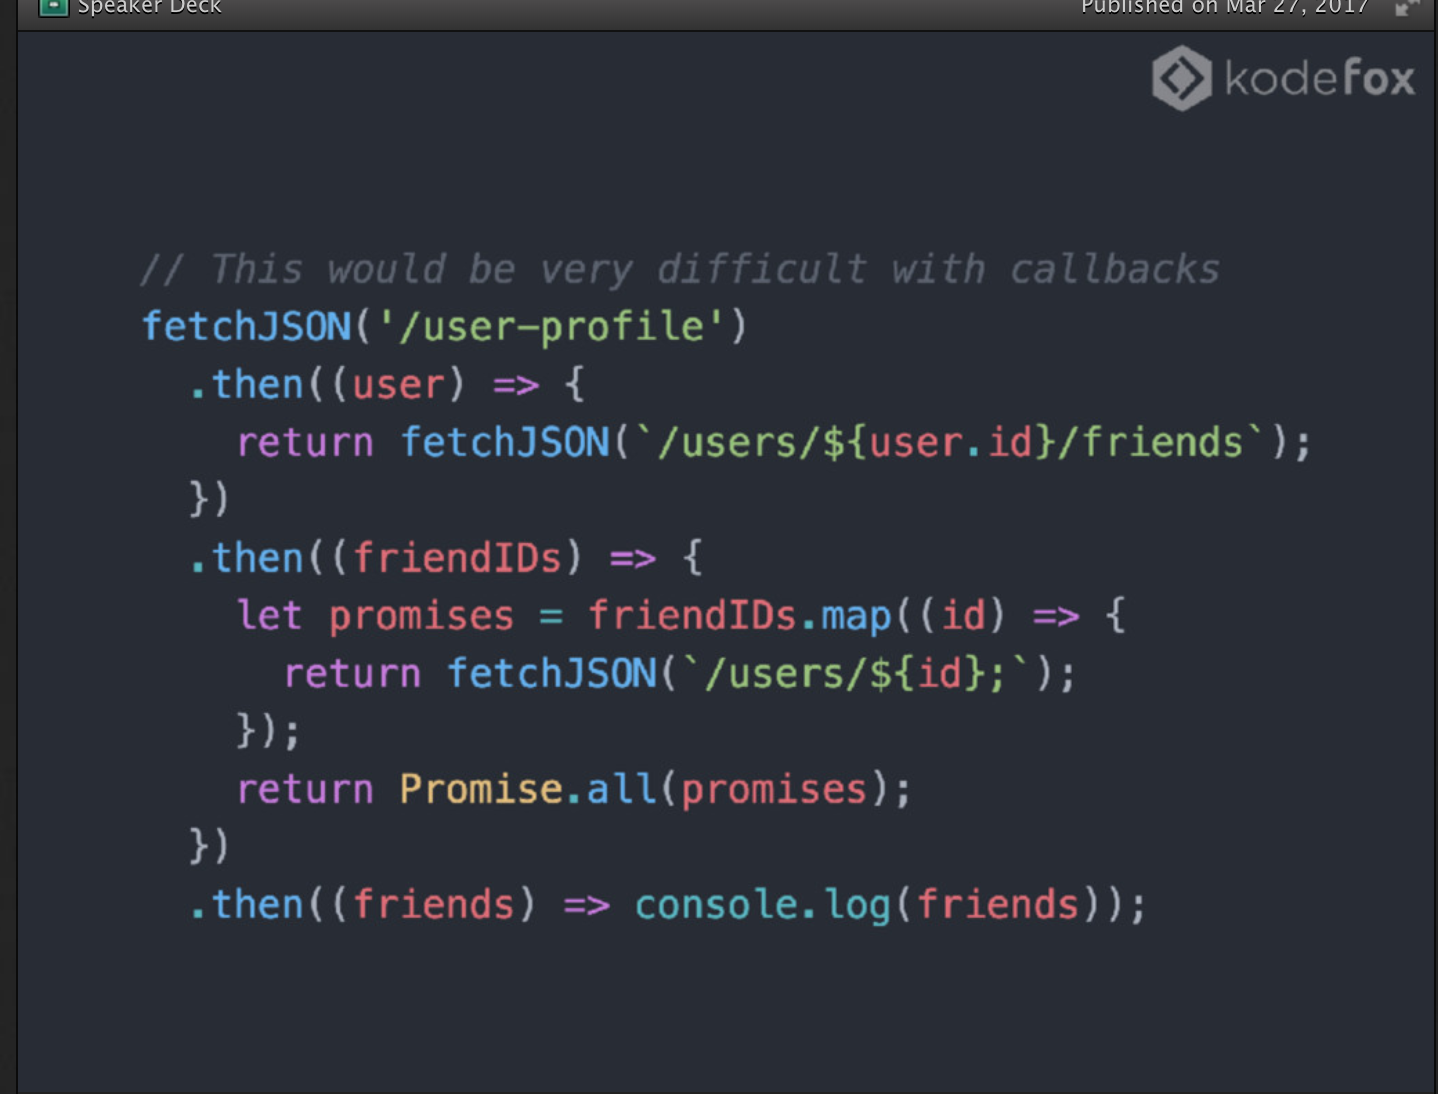 Speaker Deck
Published on Mar 27, 2017
kodefox
// This would be very difficult with callbacks
fetchJSON('/user-profile')
  .then((user) => {
    return fetchJSON(`/users/${user.id}/friends`);
  })
  .then((friendIDs) => {
    let promises = friendIDs.map((id) => {
      return fetchJSON(`/users/${id};`);
    });
    return Promise.all(promises);
  })
  .then((friends) => console.log(friends));